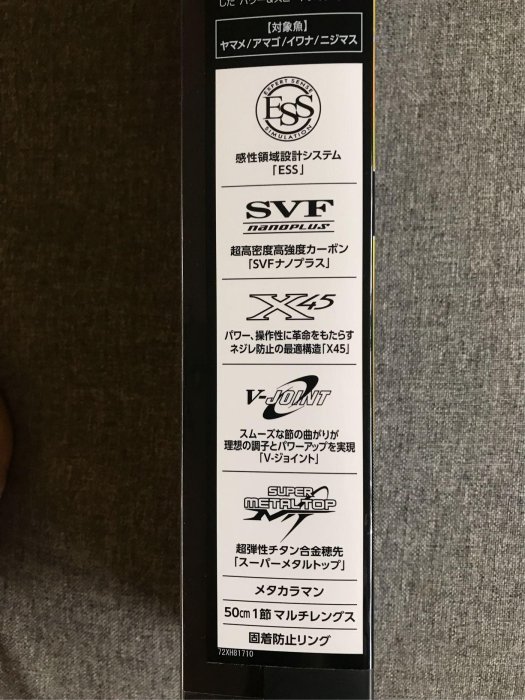 【対象魚】
ヤマメ/アマゴ/イワナ/ニジマス
EXPERT SENSE
ESS
SIMULATION
感性領域設計システム
「ESS」
SVF
nanoplus
超高密度高強度カーボン
「SVFナノプラス」
X45
パワー、操作性に革命をもたらす
ネジレ防止の最適構造「X45」
V-JOINT
スムーズな節の曲がりが
理想の調子とパワーアップを実現
「V-ジョイント」
SUPER
METALTOP
MT
超弾性チタン合金穂先
「スーパーメタルトップ」
メタカラマン
50cm1節 マルチレングス
固着防止リング
72XH81710